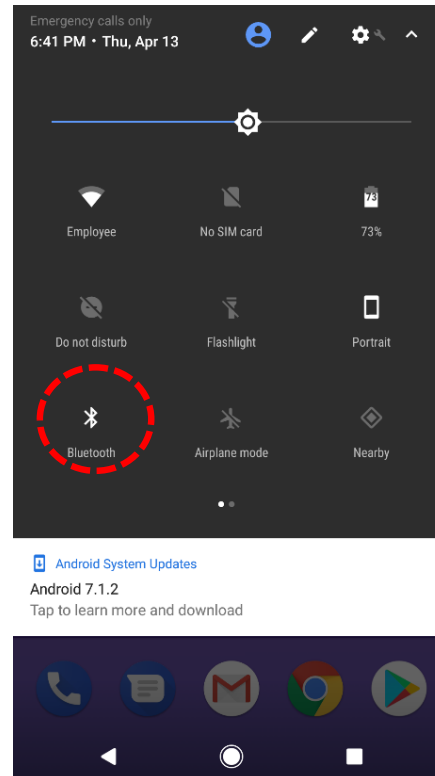 Emergency calls only
6:41 PM • Thu, Apr 13
Employee
No SIM card
73
73%
Do not disturb
Flashlight
Portrait
Bluetooth
Airplane mode
Nearby
Android System Updates
Android 7.1.2
Tap to learn more and download